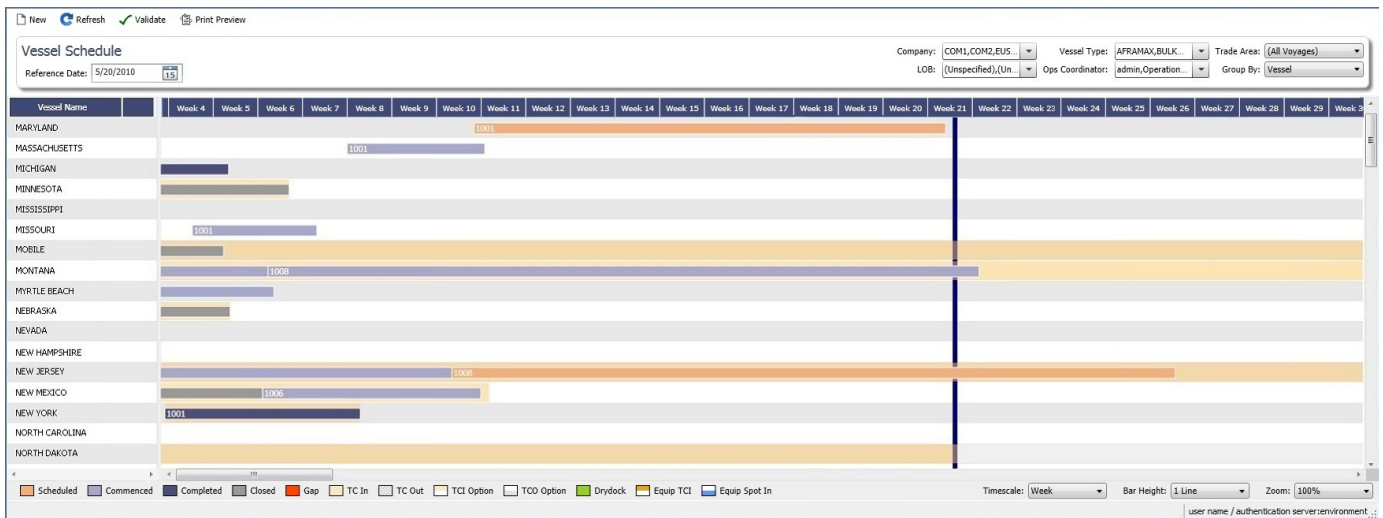 New Refresh Validate Print Preview
Vessel Schedule
Company: COM1,COM2,EUS... Vessel Type: AFRAMAX,BULK... Trade Area: (All Voyages)
Reference Date: 5/20/2010 15 LOB: (Unspecified),(Un... Ops Coordinator: admin,Operation... Group By: Vessel
Vessel Name Week 4 Week 5 Week 6 Week 7 Week 8 Week 9 Week 10 Week 11 Week 12 Week 13 Week 14 Week 15 Week 16 Week 17 Week 18 Week 19 Week 20 Week 21 Week 22 Week 23 Week 24 Week 25 Week 26 Week 27 Week 28 Week 29 Week 3
MARYLAND 1001
MASSACHUSETTS 1001
MICHIGAN
MINNESOTA
MISSISSIPPI
MISSOURI 1001
MOBILE
MONTANA 1008
MYRTLE BEACH
NEBRASKA
NEVADA
NEW HAMPSHIRE
NEW JERSEY 1008
NEW MEXICO 1006
NEW YORK 1001
NORTH CAROLINA
NORTH DAKOTA
Scheduled Commenced Completed Closed Gap TC In TC Out TCI Option TCO Option Drydock Equip TCI Equip Spot In Timescale: Week Bar Height: 1 Line Zoom: 100%
user name / authentication server:environment